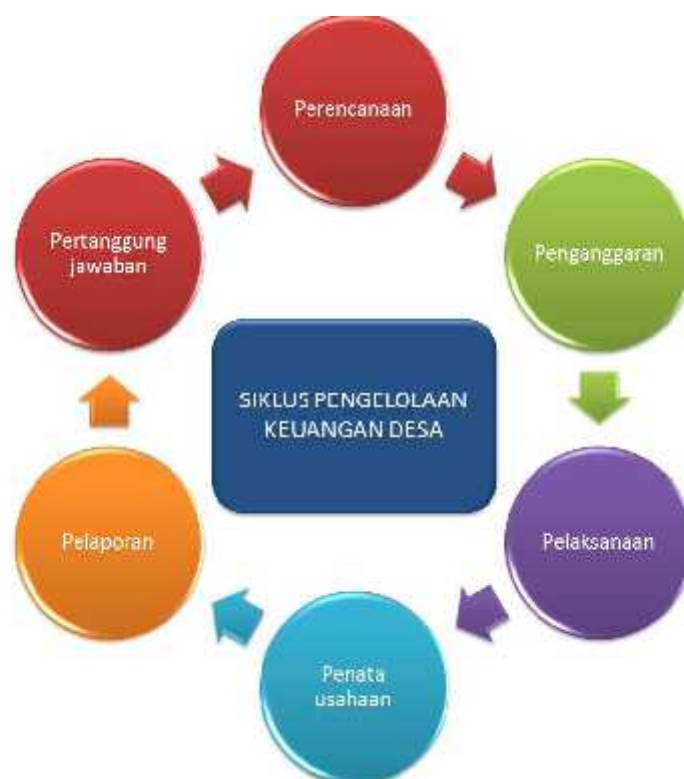 Perencanaan
Penganggaran
Pelaksanaan
Penata
usahaan
Pelaporan
Pertanggung
jawaban
SIKLUS PENGELOLAAN
KEUANGAN DESA